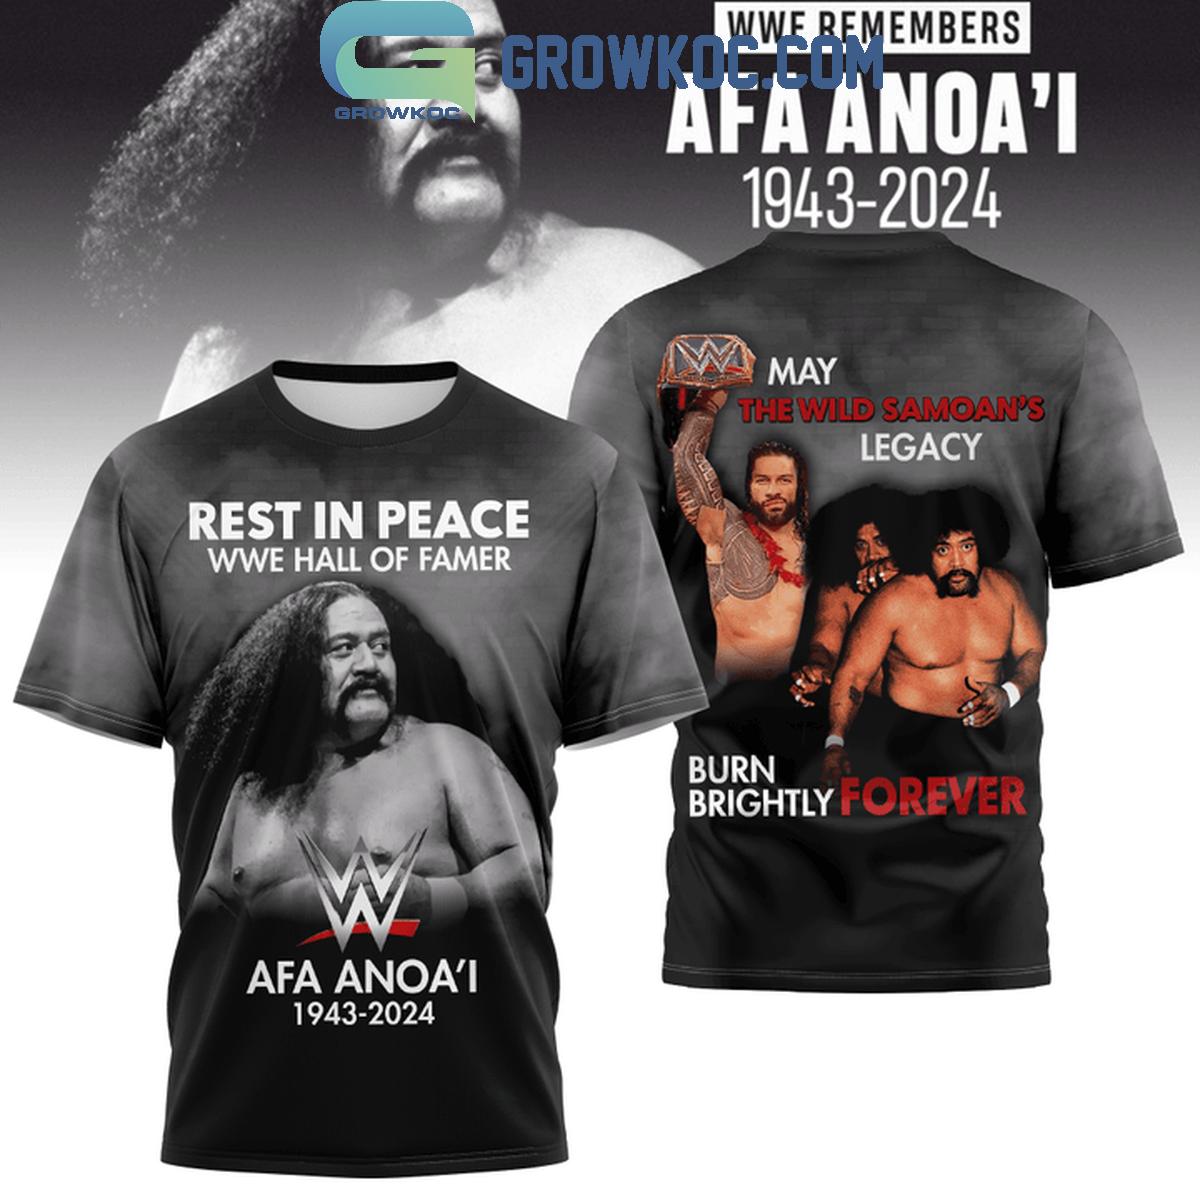 WWE REMEMBERS
AFA ANOA'I
1943-2024
GROWKOC
GROWKOC.COM
MAY
THE WILD SAMOAN'S
LEGACY
BURN
BRIGHTLY FOREVER
REST IN PEACE
WWE HALL OF FAMER
W
AFA ANOA'I
1943-2024